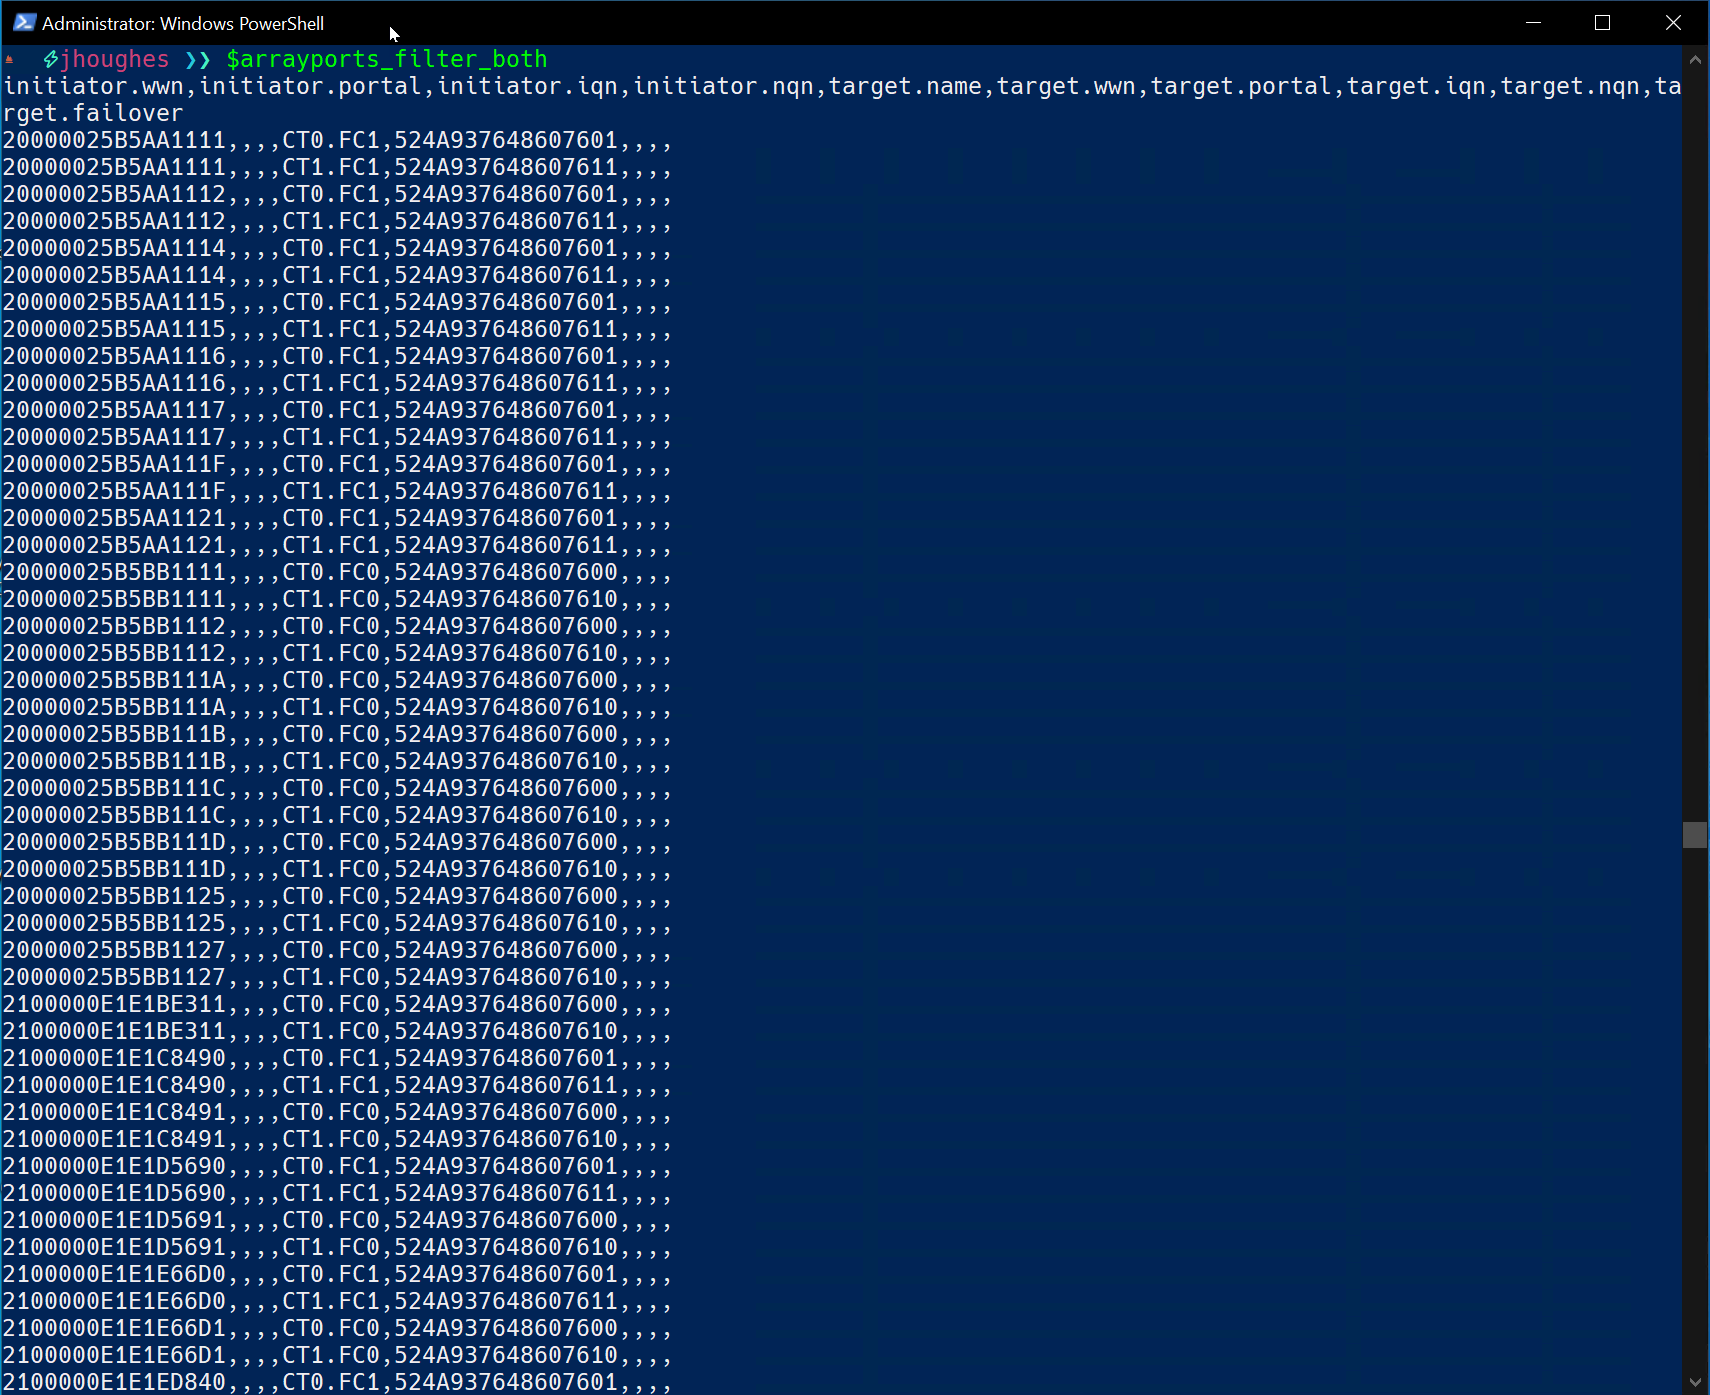 Administrator: Windows PowerShell
jhoughes ❯❯ $arrayports_filter_both
initiator.wwn,initiator.portal,initiator.iqn,initiator.nqn,target.name,target.wwn,target.portal,target.iqn,target.nqn,ta
rget.failover
20000025B5AA1111,,,,CT0.FC1,524A937648607601,,,,
20000025B5AA1111,,,,CT1.FC1,524A937648607611,,,,
20000025B5AA1112,,,,CT0.FC1,524A937648607601,,,,
20000025B5AA1112,,,,CT1.FC1,524A937648607611,,,,
20000025B5AA1114,,,,CT0.FC1,524A937648607601,,,,
20000025B5AA1114,,,,CT1.FC1,524A937648607611,,,,
20000025B5AA1115,,,,CT0.FC1,524A937648607601,,,,
20000025B5AA1115,,,,CT1.FC1,524A937648607611,,,,
20000025B5AA1116,,,,CT0.FC1,524A937648607601,,,,
20000025B5AA1116,,,,CT1.FC1,524A937648607611,,,,
20000025B5AA1117,,,,CT0.FC1,524A937648607601,,,,
20000025B5AA1117,,,,CT1.FC1,524A937648607611,,,,
20000025B5AA111F,,,,CT0.FC1,524A937648607601,,,,
20000025B5AA111F,,,,CT1.FC1,524A937648607611,,,,
20000025B5AA1121,,,,CT0.FC1,524A937648607601,,,,
20000025B5AA1121,,,,CT1.FC1,524A937648607611,,,,
20000025B5BB1111,,,,CT0.FC0,524A937648607600,,,,
20000025B5BB1111,,,,CT1.FC0,524A937648607610,,,,
20000025B5BB1112,,,,CT0.FC0,524A937648607600,,,,
20000025B5BB1112,,,,CT1.FC0,524A937648607610,,,,
20000025B5BB111A,,,,CT0.FC0,524A937648607600,,,,
20000025B5BB111A,,,,CT1.FC0,524A937648607610,,,,
20000025B5BB111B,,,,CT0.FC0,524A937648607600,,,,
20000025B5BB111B,,,,CT1.FC0,524A937648607610,,,,
20000025B5BB111C,,,,CT0.FC0,524A937648607600,,,,
20000025B5BB111C,,,,CT1.FC0,524A937648607610,,,,
20000025B5BB111D,,,,CT0.FC0,524A937648607600,,,,
20000025B5BB111D,,,,CT1.FC0,524A937648607610,,,,
20000025B5BB1125,,,,CT0.FC0,524A937648607600,,,,
20000025B5BB1125,,,,CT1.FC0,524A937648607610,,,,
20000025B5BB1127,,,,CT0.FC0,524A937648607600,,,,
20000025B5BB1127,,,,CT1.FC0,524A937648607610,,,,
2100000E1E1BE311,,,,CT0.FC0,524A937648607600,,,,
2100000E1E1BE311,,,,CT1.FC0,524A937648607610,,,,
2100000E1E1C8490,,,,CT0.FC1,524A937648607601,,,,
2100000E1E1C8490,,,,CT1.FC1,524A937648607611,,,,
2100000E1E1C8491,,,,CT0.FC0,524A937648607600,,,,
2100000E1E1C8491,,,,CT1.FC0,524A937648607610,,,,
2100000E1E1D5690,,,,CT0.FC1,524A937648607601,,,,
2100000E1E1D5690,,,,CT1.FC1,524A937648607611,,,,
2100000E1E1D5691,,,,CT0.FC0,524A937648607600,,,,
2100000E1E1D5691,,,,CT1.FC0,524A937648607610,,,,
2100000E1E1E66D0,,,,CT0.FC1,524A937648607601,,,,
2100000E1E1E66D0,,,,CT1.FC1,524A937648607611,,,,
2100000E1E1E66D1,,,,CT0.FC0,524A937648607600,,,,
2100000E1E1E66D1,,,,CT1.FC0,524A937648607610,,,,
2100000E1E1ED840,,,,CT0.FC1,524A937648607601,,,,